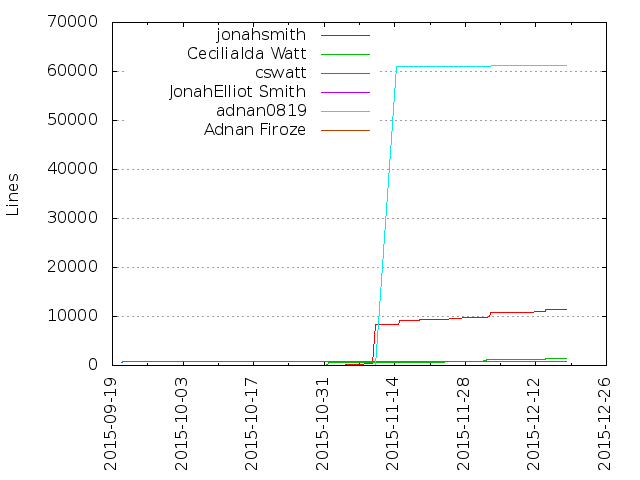 70000
60000
50000
40000
30000
20000
10000
0
Lines
jonahsmith
CeciliaIda Watt
cswatt
JonahElliot Smith
adnan0819
Adnan Firoze
2015-09-19
2015-10-03
2015-10-17
2015-10-31
2015-11-14
2015-11-28
2015-12-12
2015-12-26